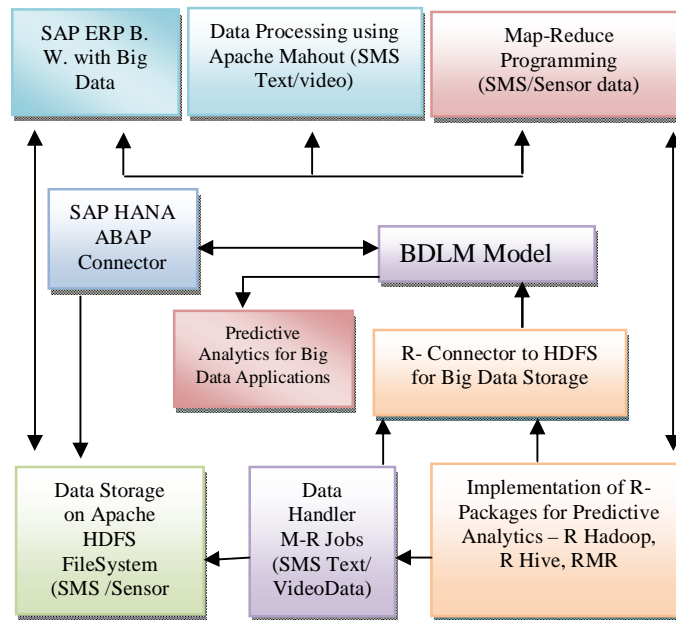 SAP ERP B.
W. with Big
Data
Data Processing using
Apache Mahout (SMS
Text/video)
Map-Reduce
Programming
(SMS/Sensor data)
SAP HANA
ABAP
Connector
BDLM Model
Predictive
Analytics for Big
Data Applications
R- Connector to HDFS
for Big Data Storage
Data Storage
on Apache
HDFS
FileSystem
(SMS /Sensor
Data
Handler
M-R Jobs
(SMS Text/
VideoData)
Implementation of R-
Packages for Predictive
Analytics – R Hadoop,
R Hive, RMR